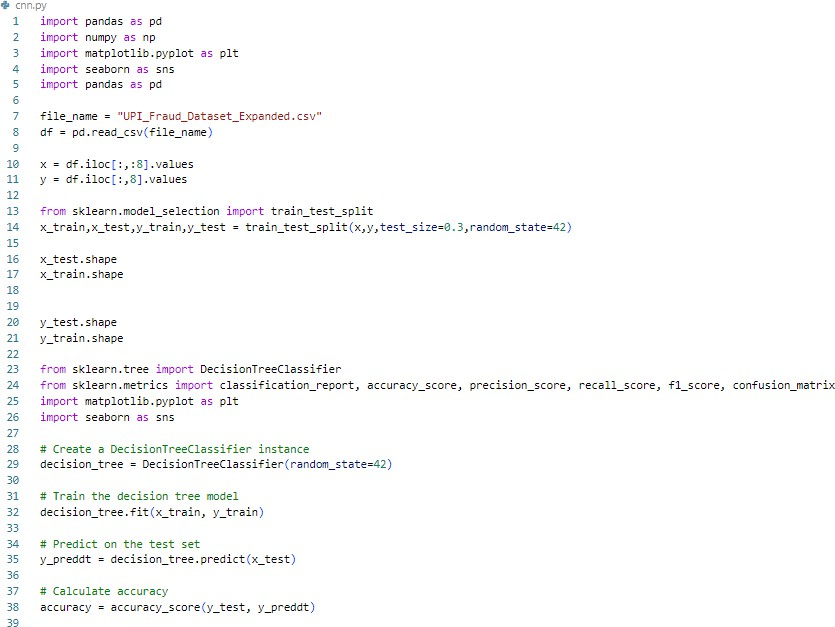 cnn.py
1 import pandas as pd
2 import numpy as np
3 import matplotlib.pyplot as plt
4 import seaborn as sns
5 import pandas as pd
6
7 file_name = "UPI_Fraud_Dataset_Expanded.csv"
8 df = pd.read_csv(file_name)
9
10 x = df.iloc[:,:8].values
11 y = df.iloc[:,8].values
12
13 from sklearn.model_selection import train_test_split
14 x_train,x_test,y_train,y_test = train_test_split(x,y,test_size=0.3,random_state=42)
15
16 x_test.shape
17 x_train.shape
18
19
20 y_test.shape
21 y_train.shape
22
23 from sklearn.tree import DecisionTreeClassifier
24 from sklearn.metrics import classification_report, accuracy_score, precision_score, recall_score, f1_score, confusion_matrix
25 import matplotlib.pyplot as plt
26 import seaborn as sns
27
28 # Create a DecisionTreeClassifier instance
29 decision_tree = DecisionTreeClassifier(random_state=42)
30
31 # Train the decision tree model
32 decision_tree.fit(x_train, y_train)
33
34 # Predict on the test set
35 y_preddt = decision_tree.predict(x_test)
36
37 # Calculate accuracy
38 accuracy = accuracy_score(y_test, y_preddt)
39